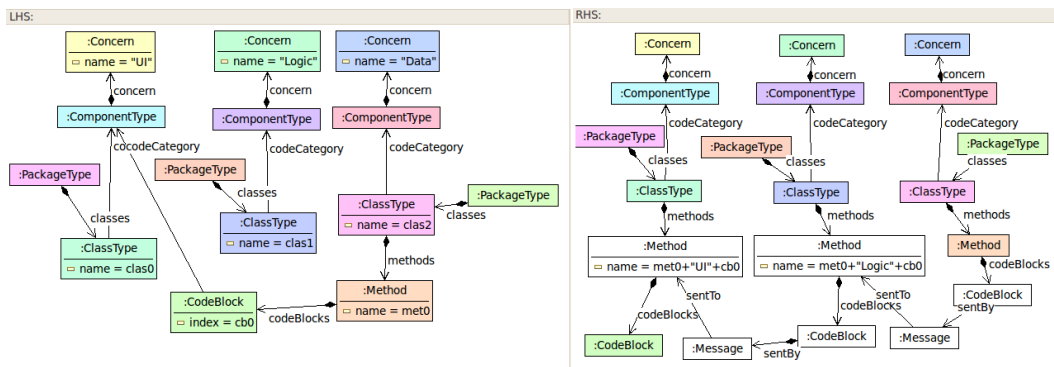 LHS:
:Concern
name = "UI"
:Concern
name = "Logic"
:Concern
name = "Data"
concern
concern
concern
:ComponentType
:ComponentType
:ComponentType
cocodeCategory
codeCategory
codeCategory
:PackageType
:PackageType
:PackageType
classes
classes
classes
:ClassType
name = clas0
:ClassType
name = clas1
:ClassType
name = clas2
methods
:CodeBlock
index = cb0
codeBlocks
:Method
name = met0
RHS:
:Concern
:Concern
:Concern
concern
concern
concern
:ComponentType
:ComponentType
:ComponentType
codeCategory
codeCategory
codeCategory
:PackageType
:PackageType
:PackageType
classes
classes
classes
:ClassType
:ClassType
:ClassType
methods
methods
methods
:Method
name = met0+"UI"+cb0
:Method
name = met0+"Logic"+cb0
:Method
codeBlocks
sentTo
sentTo
:CodeBlock
codeBlocks
codeBlocks
sentBy
:CodeBlock
:Message
sentBy
:CodeBlock
:Message